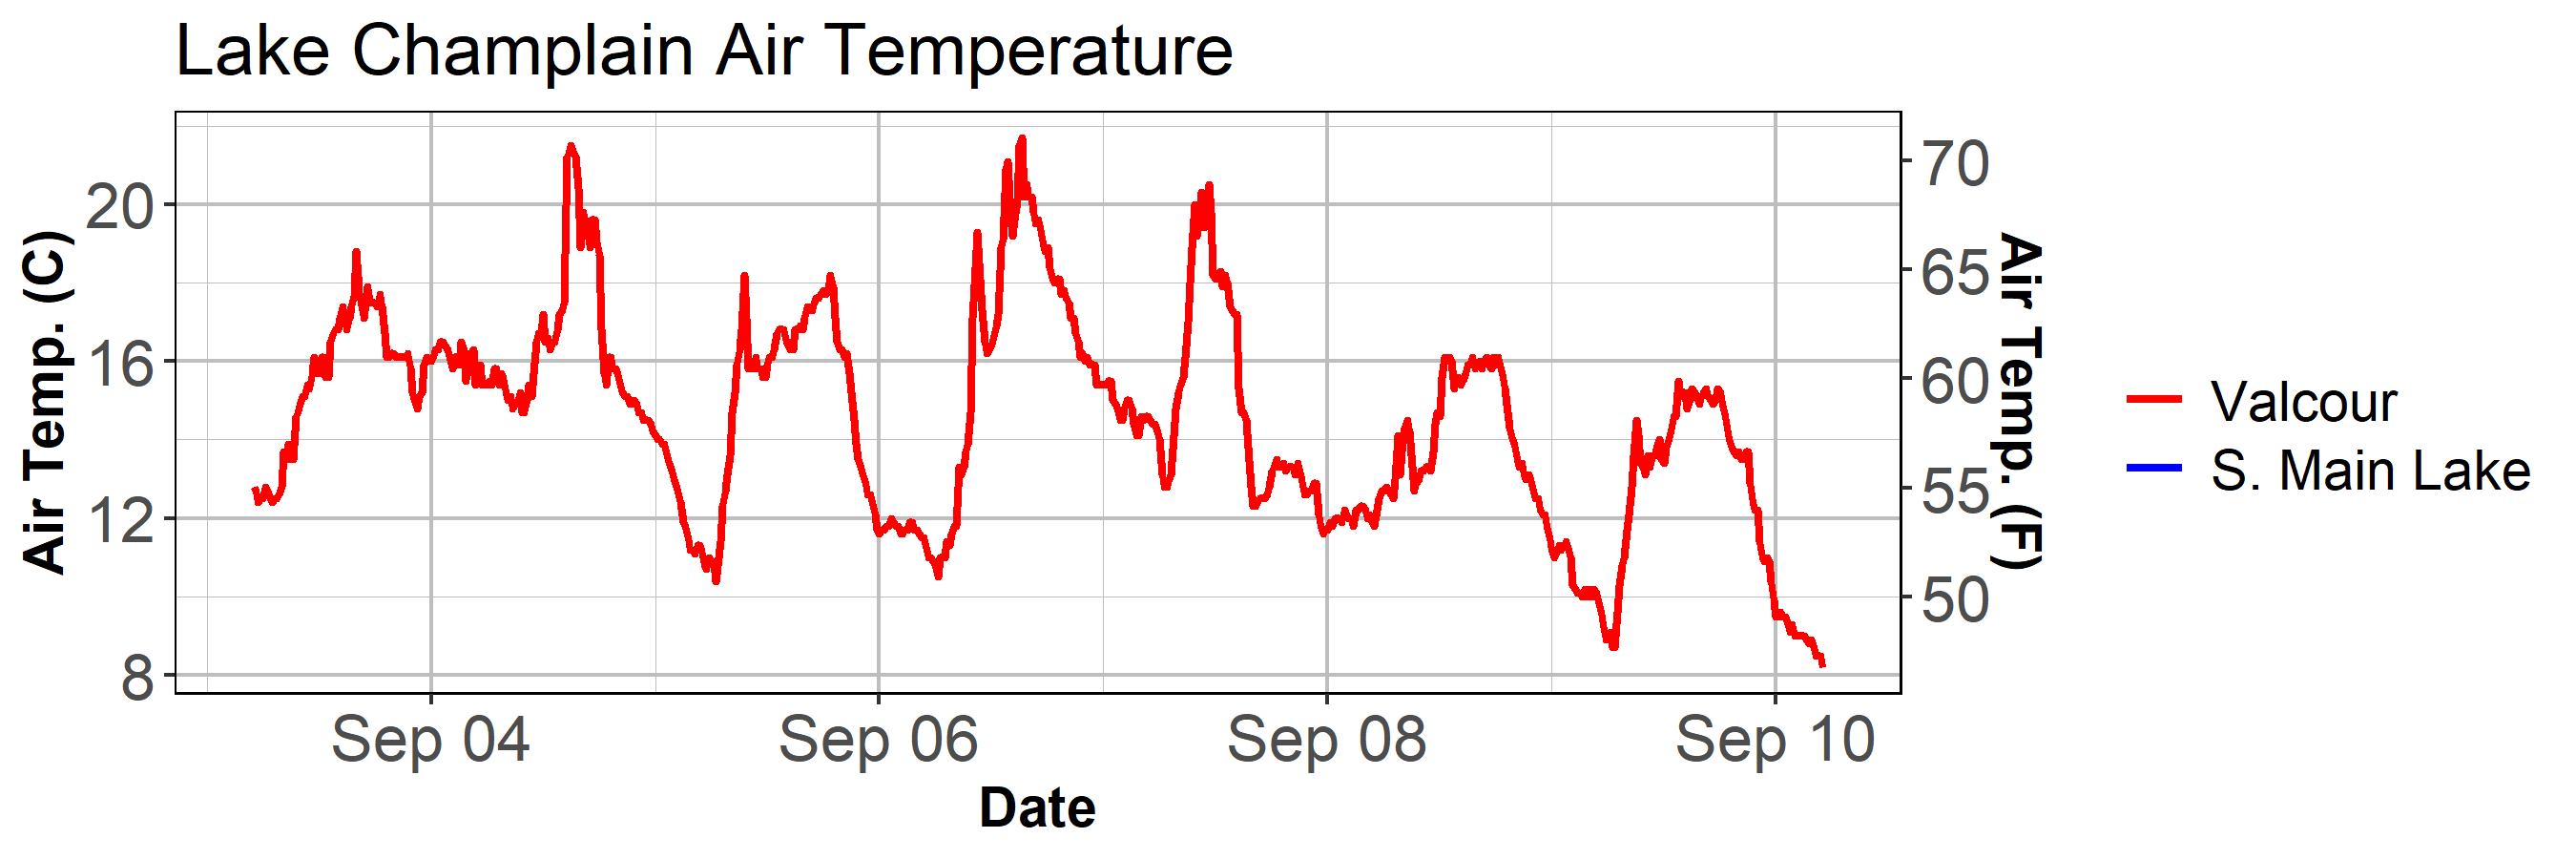 Lake Champlain Air Temperature
Air Temp. (C)
20
16
12
8
70
65
60
55
50
Air Temp. (F)
Sep 04 Sep 06 Sep 08 Sep 10
Date
Valcour
S. Main Lake